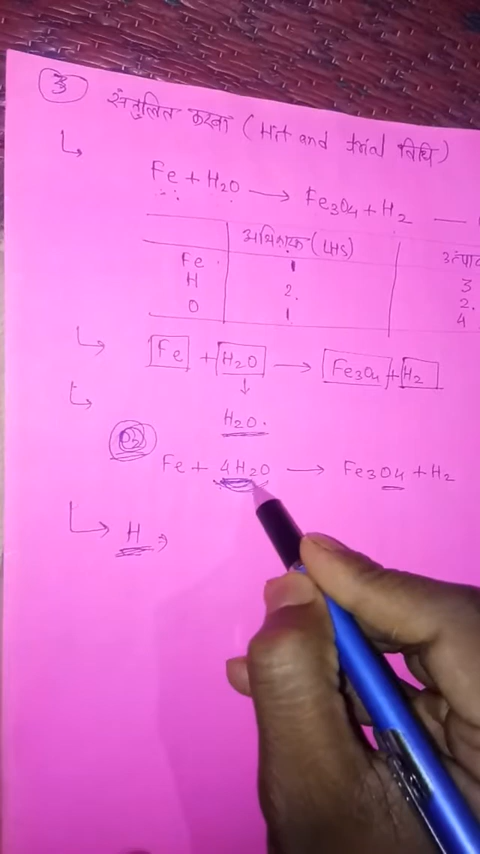 3 संतुलित करना (Hit and trial विधि)
Fe + H2O → Fe3O4 + H2 —
अभिकारक (LHS)
Fe 1 3
H 2. 2.
O 1 4
Fe + H2O → Fe3O4 + H2
↓
H2O.
Fe + 4H2O → Fe3O4 + H2
H